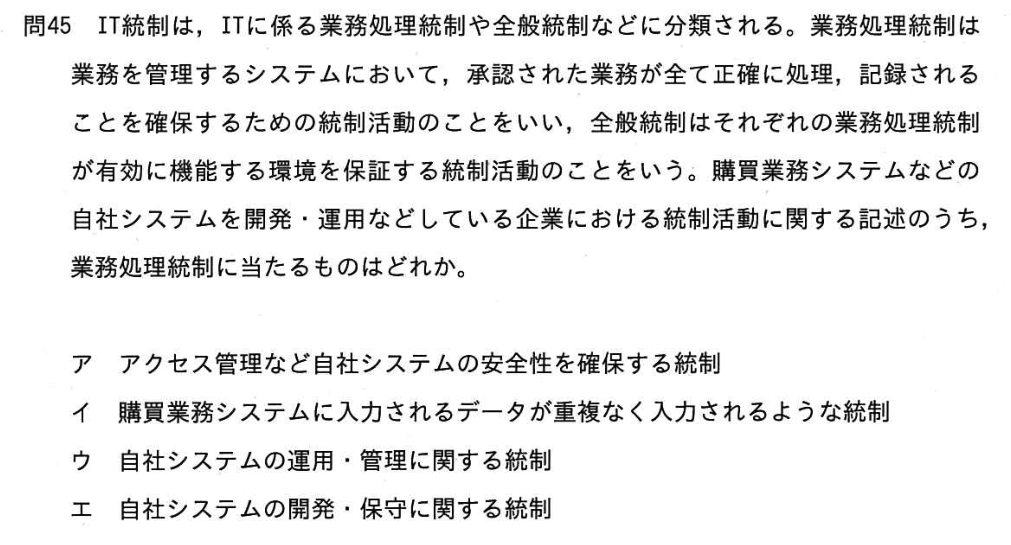 問45 IT統制は，ITに係る業務処理統制や全般統制などに分類される。業務処理統制は
業務を管理するシステムにおいて，承認された業務が全て正確に処理，記録される
ことを確保するための統制活動のことをいい，全般統制はそれぞれの業務処理統制
が有効に機能する環境を保証する統制活動のことをいう。購買業務システムなどの
自社システムを開発・運用などしている企業における統制活動に関する記述のうち，
業務処理統制に当たるものはどれか。
ア アクセス管理など自社システムの安全性を確保する統制
イ 購買業務システムに入力されるデータが重複なく入力されるような統制
ウ 自社システムの運用・管理に関する統制
エ 自社システムの開発・保守に関する統制